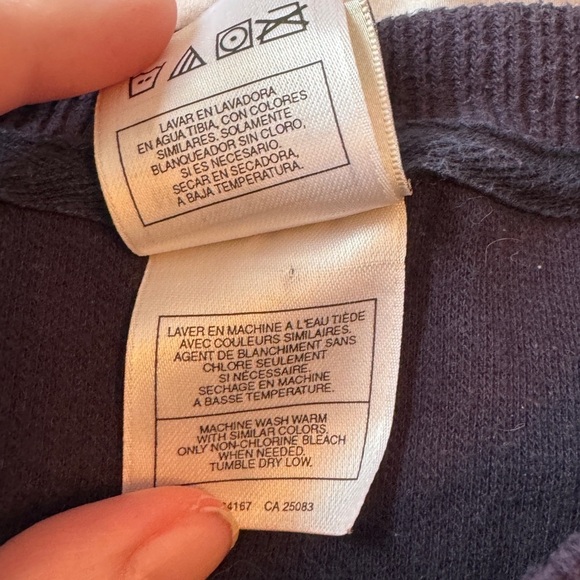 LAVAR EN LAVADORA
EN AGUA TIBIA, CON COLORES
SIMILARES. SOLAMENTE
BLANQUEADOR SIN CLORO,
SI ES NECESARIO.
SECAR EN SECADORA,
A BAJA TEMPERATURA.
LAVER EN MACHINE A L'EAU TIÈDE
AVEC COULEURS SIMILAIRES.
AGENT DE BLANCHIMENT SANS
CHLORE SEULEMENT
SI NÉCESSAIRE.
SECHAGE EN MACHINE
A BASSE TEMPERATURE.
MACHINE WASH WARM
WITH SIMILAR COLORS.
ONLY NON-CHLORINE BLEACH
WHEN NEEDED.
TUMBLE DRY LOW.
4167 CA 25083